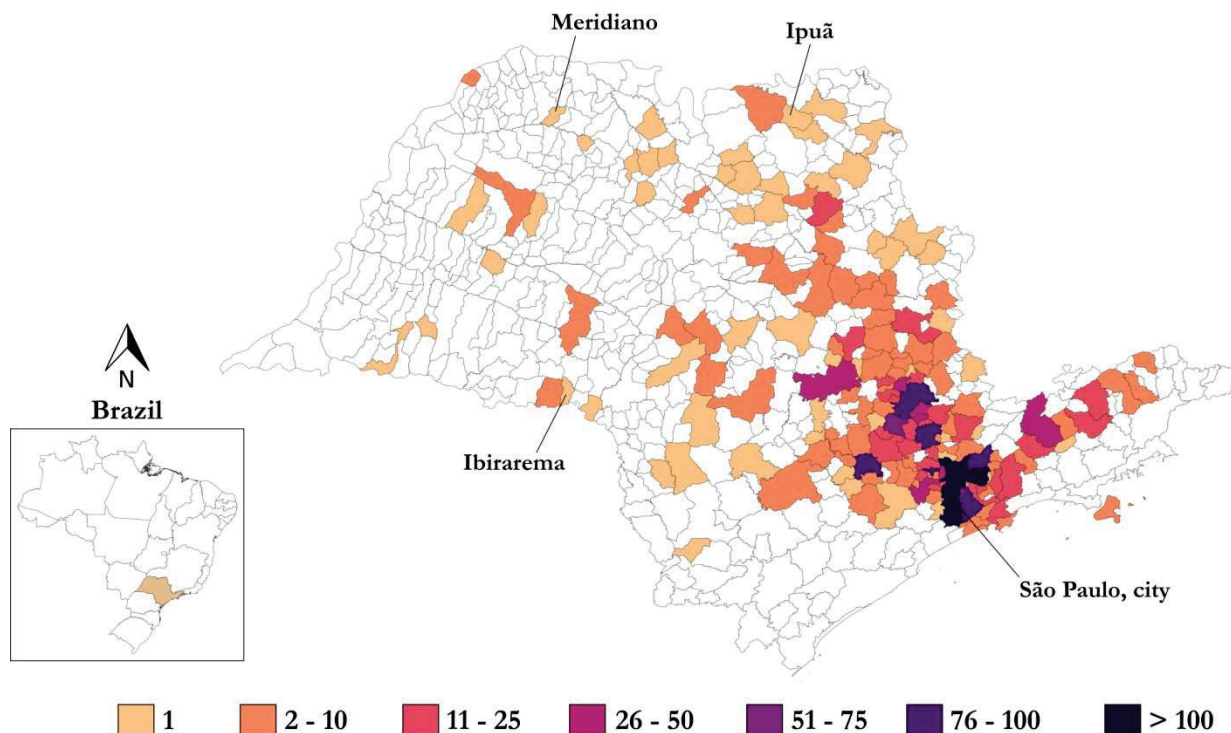 Meridiano
Ipuã
N
Brazil
Ibirarema
São Paulo, city
1
2 - 10
11 - 25
26 - 50
51 - 75
76 - 100
> 100